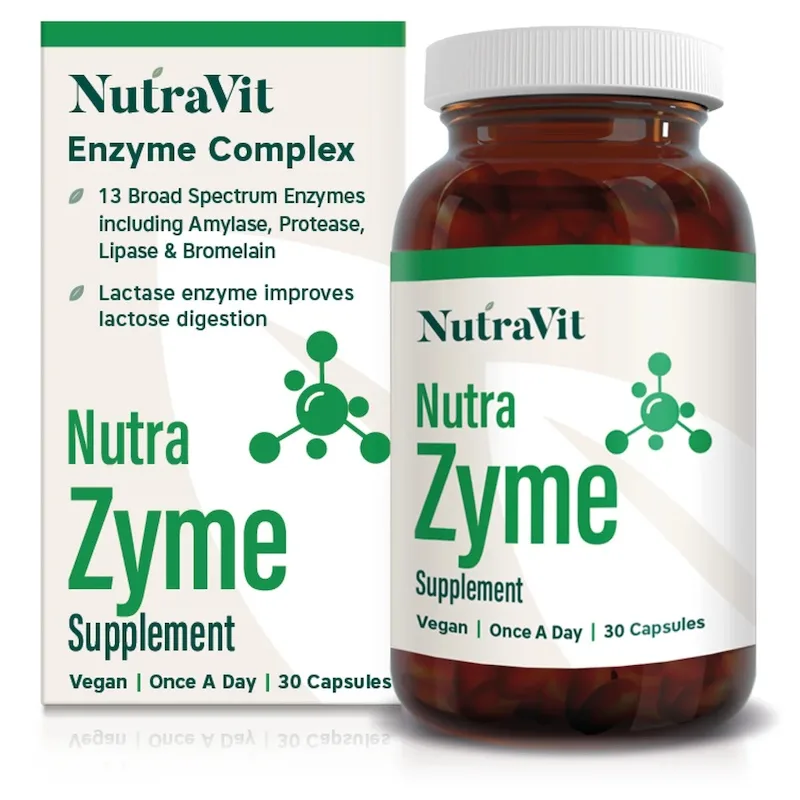 NutraVit
Enzyme Complex
13 Broad Spectrum Enzymes
including Amylase, Protease,
Lipase & Bromelain
Lactase enzyme improves
lactose digestion
Nutra
Zyme
Supplement
Vegan | Once A Day | 30 Capsules
NutraVit
Nutra
Zyme
Supplement
Vegan | Once A Day | 30 Capsules